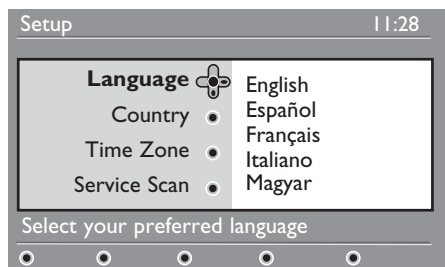 Setup 11:28
Language
Country
Time Zone
Service Scan
English
Español
Français
Italiano
Magyar
Select your preferred language